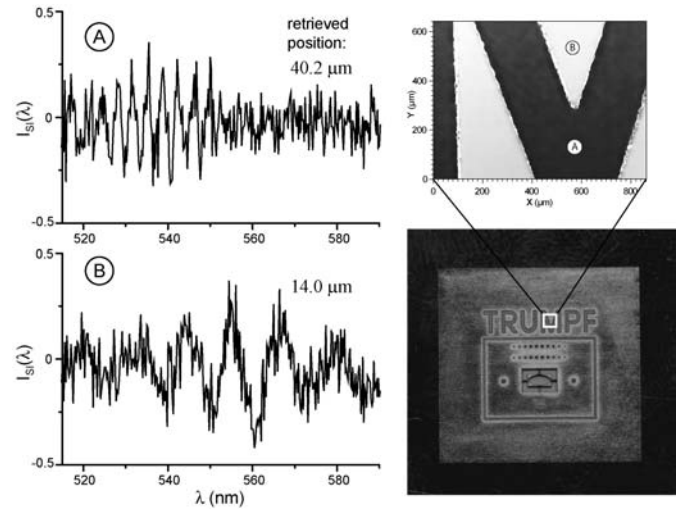 A
retrieved
position:
40.2 μm
0.5
0.0
-0.5
I_SI(λ)
520 540 560 580
B
14.0 μm
0.5
0.0
-0.5
I_SI(λ)
520 540 560 580
λ (nm)
600
400
200
0
Y (μm)
B
A
0 200 400 600 800
X (μm)
TRUMPF